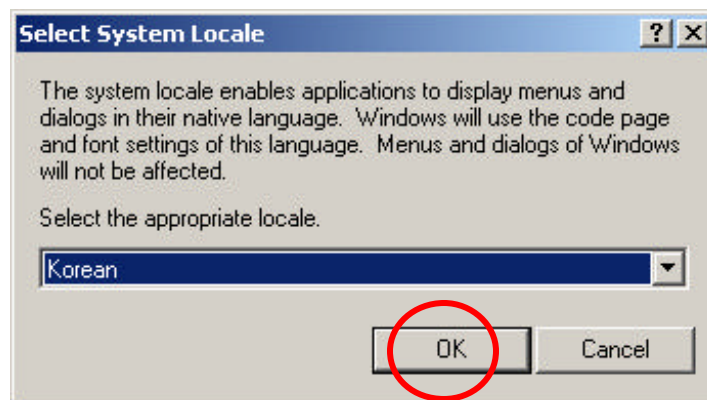 Select System Locale
The system locale enables applications to display menus and
dialogs in their native language.  Windows will use the code page
and font settings of this language.  Menus and dialogs of Windows
will not be affected.
Select the appropriate locale.
Korean
OK Cancel